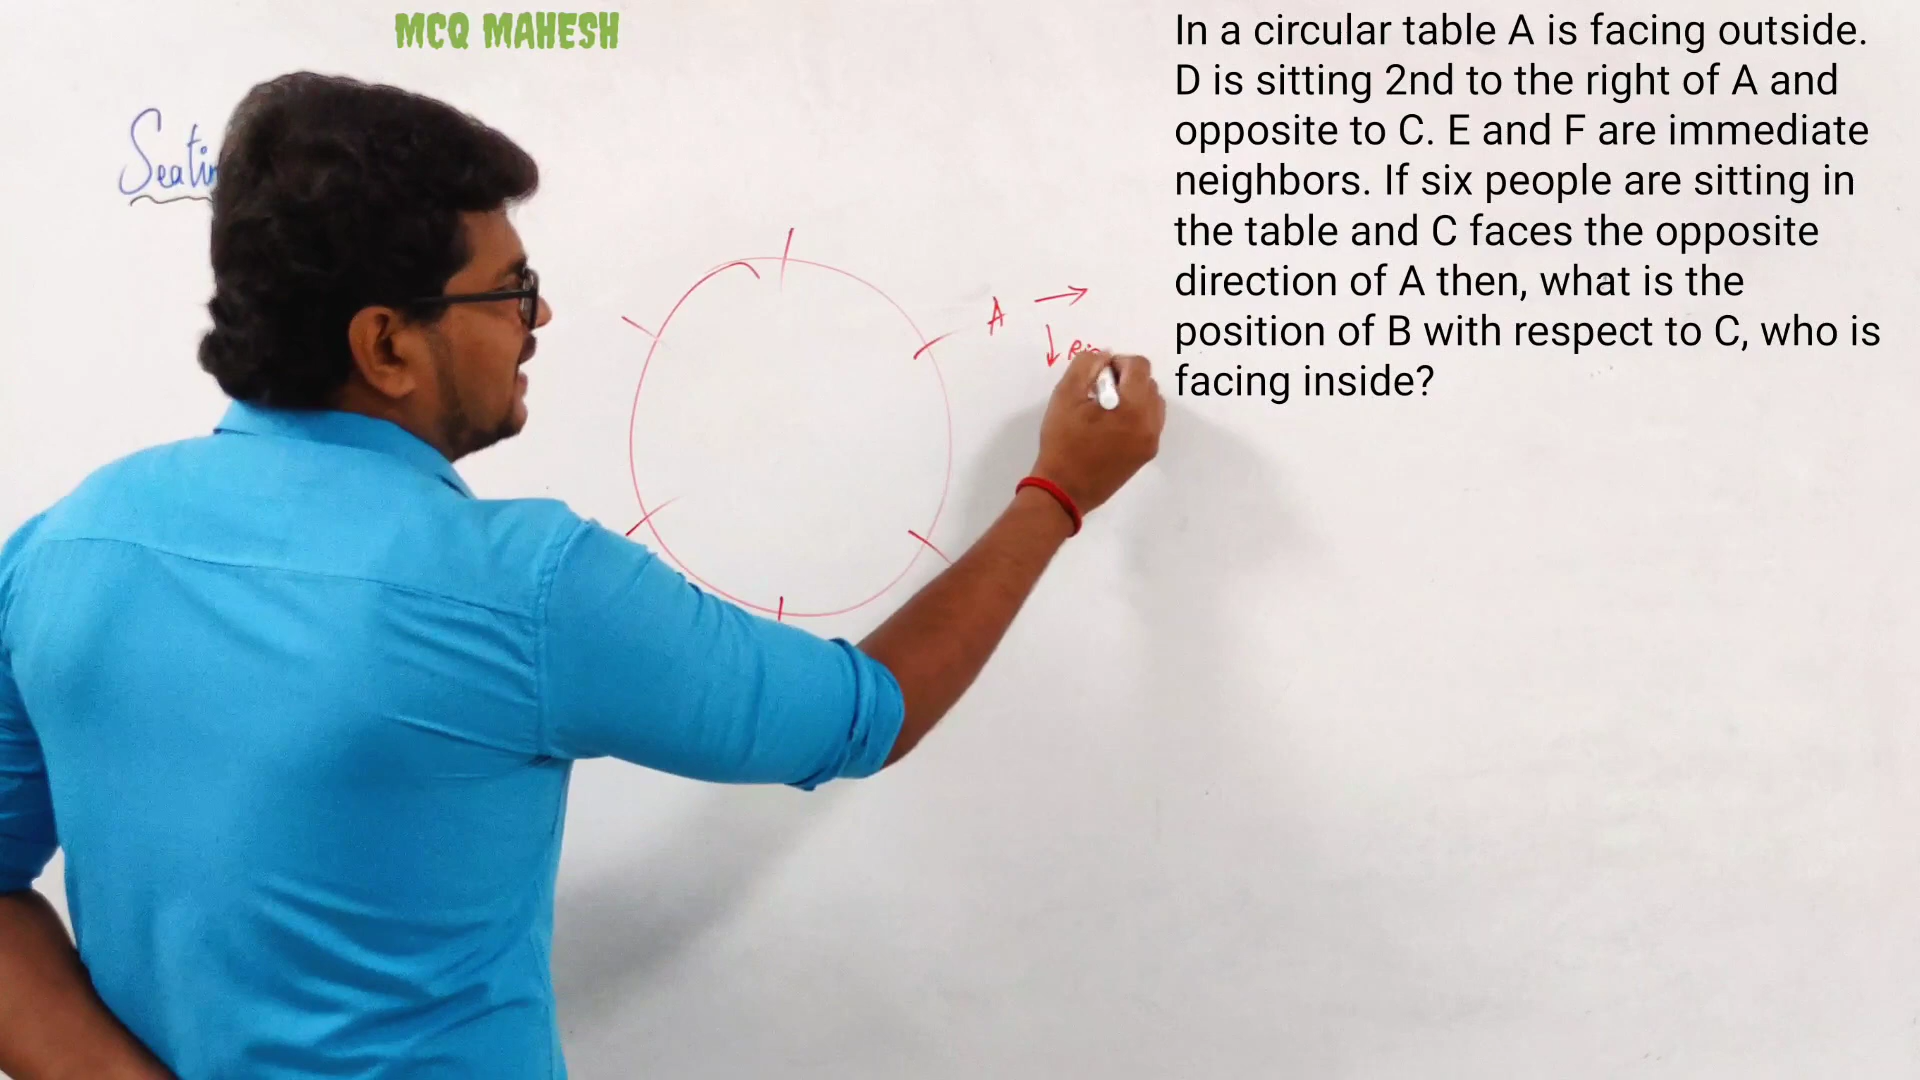 MCQ MAHESH
In a circular table A is facing outside.
D is sitting 2nd to the right of A and
opposite to C. E and F are immediate
neighbors. If six people are sitting in
the table and C faces the opposite
direction of A then, what is the
position of B with respect to C, who is
facing inside?
A